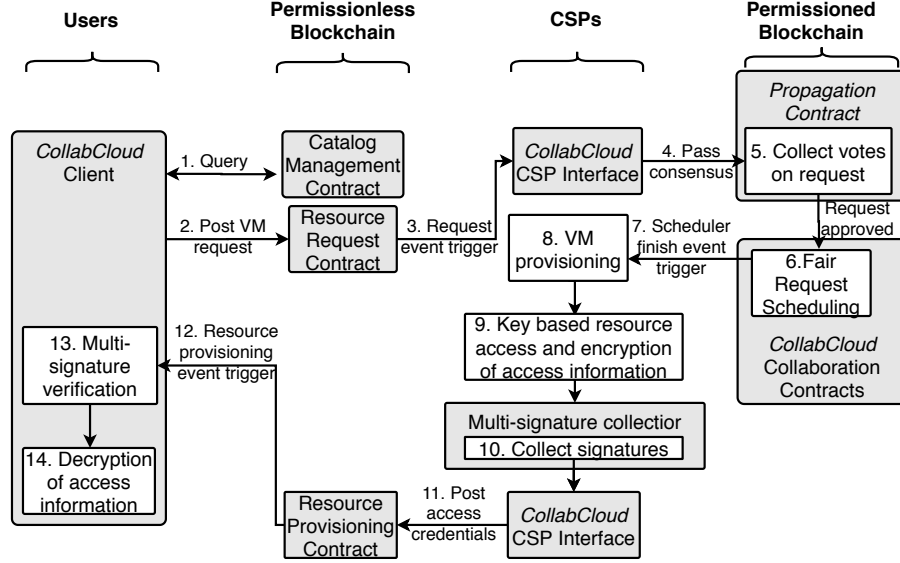 Users
Permissionless
Blockchain
CSPs
Permissioned
Blockchain
CollabCloud
Client
1. Query
Catalog
Management
Contract
2. Post VM
request
Resource
Request
Contract
3. Request
event trigger
CollabCloud
CSP Interface
4. Pass
consensus
Propagation
Contract
5. Collect votes
on request
Request
approved
6.Fair
Request
Scheduling
CollabCloud
Collaboration
Contracts
7. Scheduler
finish event
trigger
8. VM
provisioning
9. Key based resource
access and encryption
of access information
Multi-signature collectior
10. Collect signatures
CollabCloud
CSP Interface
11. Post
access
credentials
Resource
Provisioning
Contract
12. Resource
provisioning
event trigger
13. Multi-
signature
verification
14. Decryption
of access
information